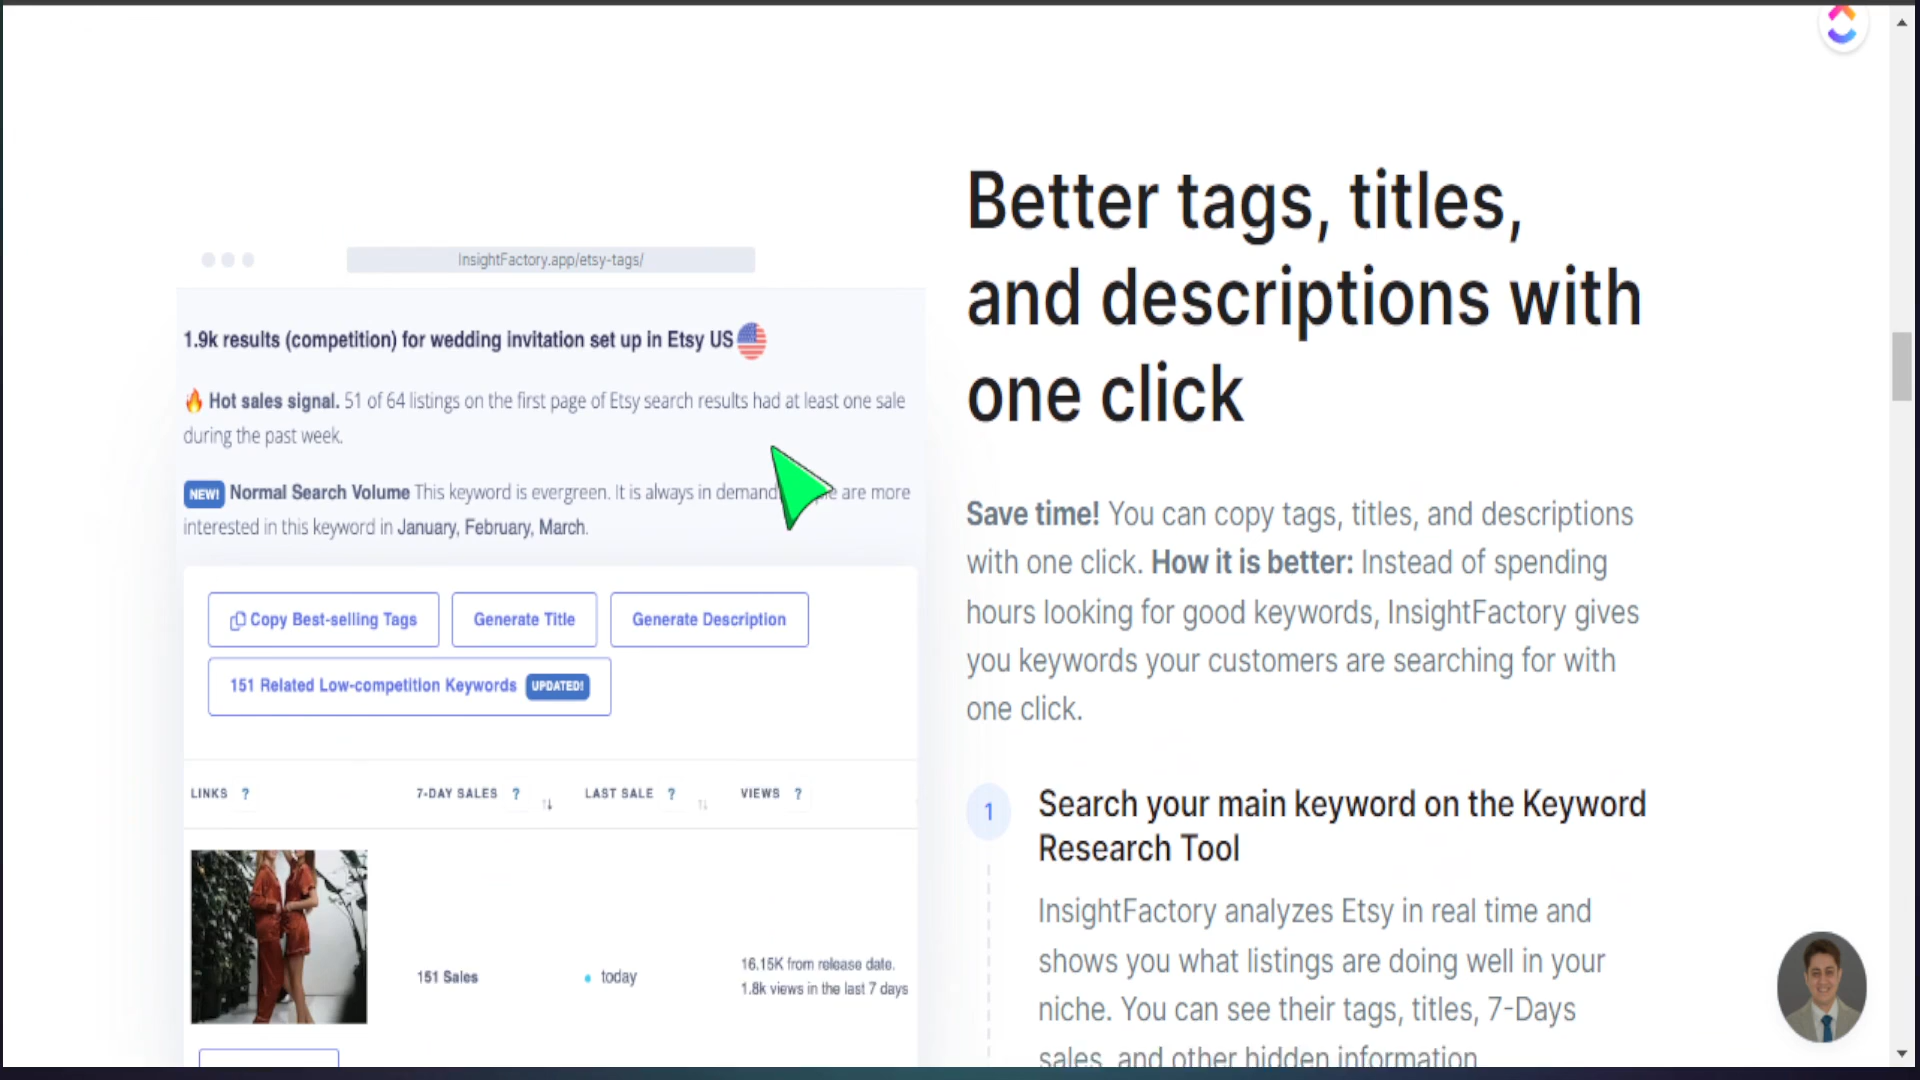 InsightFactory.app/etsy-tags/
1.9k results (competition) for wedding invitation set up in Etsy US
Hot sales signal. 51 of 64 listings on the first page of Etsy search results had at least one sale
during the past week.
NEW! Normal Search Volume This keyword is evergreen. It is always in demand are more
interested in this keyword in January, February, March.
Copy Best-selling Tags
Generate Title
Generate Description
151 Related Low-competition Keywords UPDATED!
LINKS ? 7-DAY SALES ? LAST SALE ? VIEWS ?
151 Sales
today
16.15K from release date.
1.8k views in the last 7 days
Better tags, titles,
and descriptions with
one click
Save time! You can copy tags, titles, and descriptions
with one click. How it is better: Instead of spending
hours looking for good keywords, InsightFactory gives
you keywords your customers are searching for with
one click.
1
Search your main keyword on the Keyword
Research Tool
InsightFactory analyzes Etsy in real time and
shows you what listings are doing well in your
niche. You can see their tags, titles, 7-Days
sales, and other hidden information